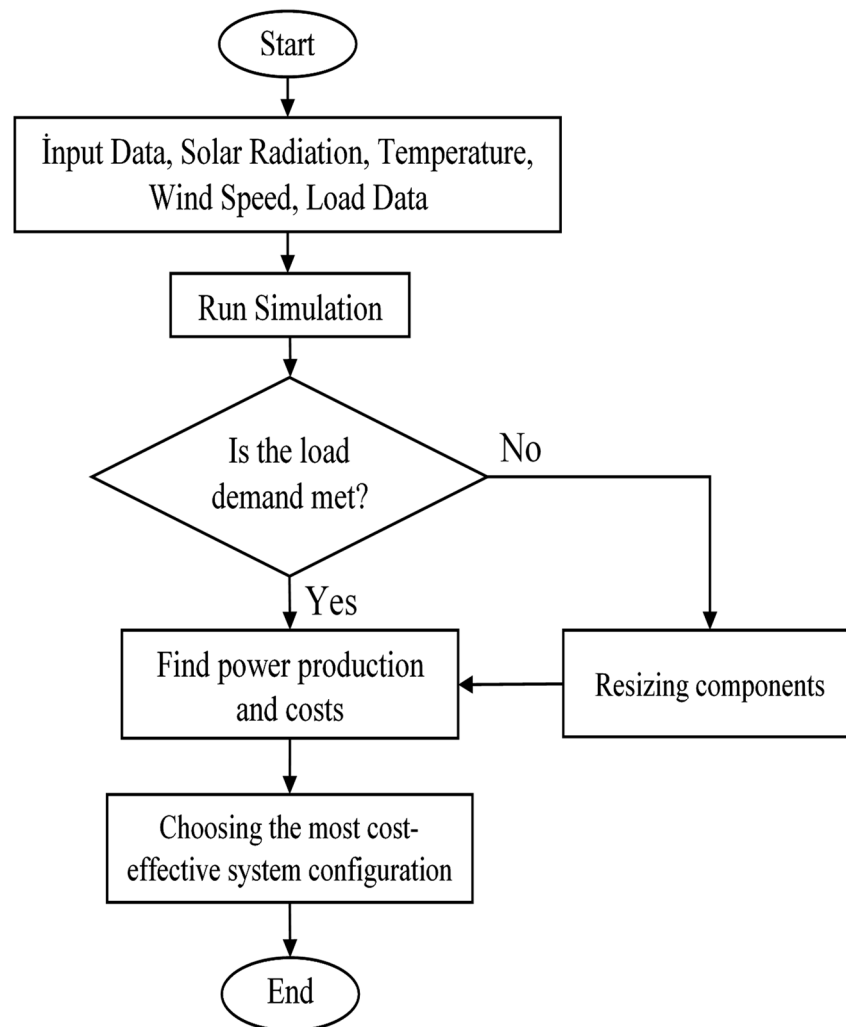 Start
İnput Data, Solar Radiation, Temperature,
Wind Speed, Load Data
Run Simulation
Is the load
demand met?
No
Yes
Find power production
and costs
Resizing components
Choosing the most cost-
effective system configuration
End